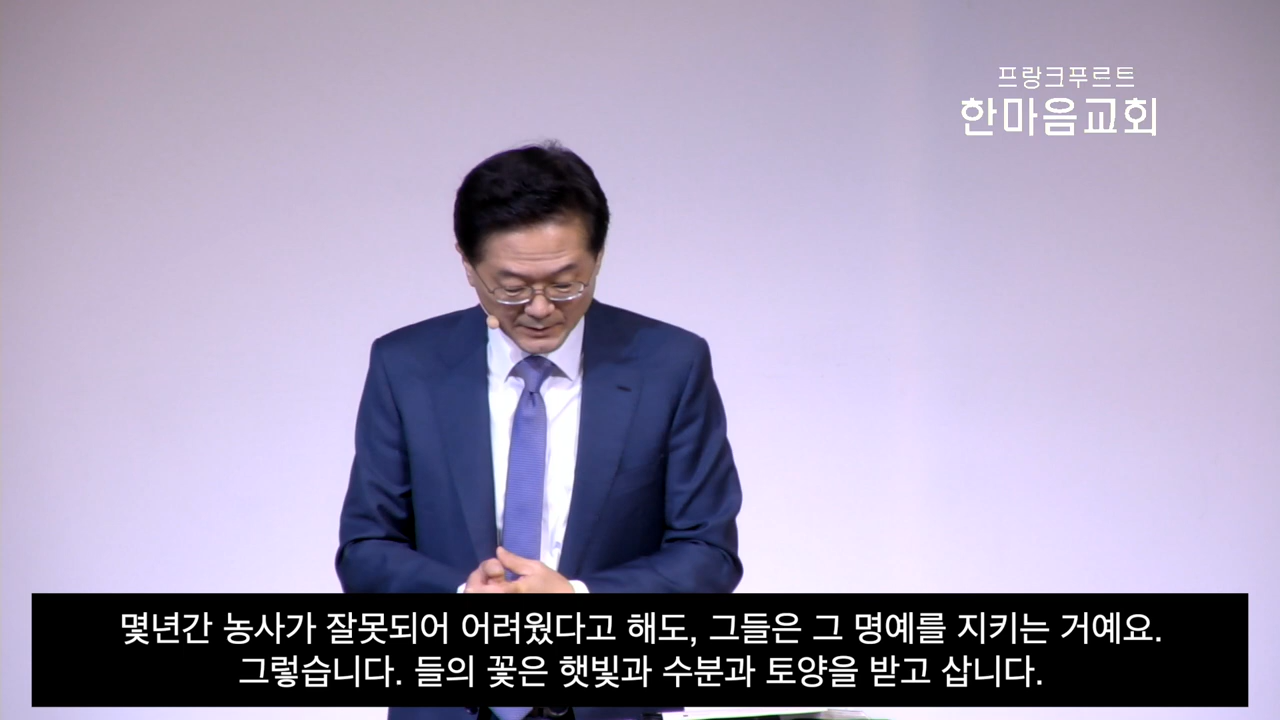 프랑크푸르트
한마음교회
몇년간 농사가 잘못되어 어려웠다고 해도, 그들은 그 명예를 지키는 거예요.
그렇습니다. 들의 꽃은 햇빛과 수분과 토양을 받고 삽니다.